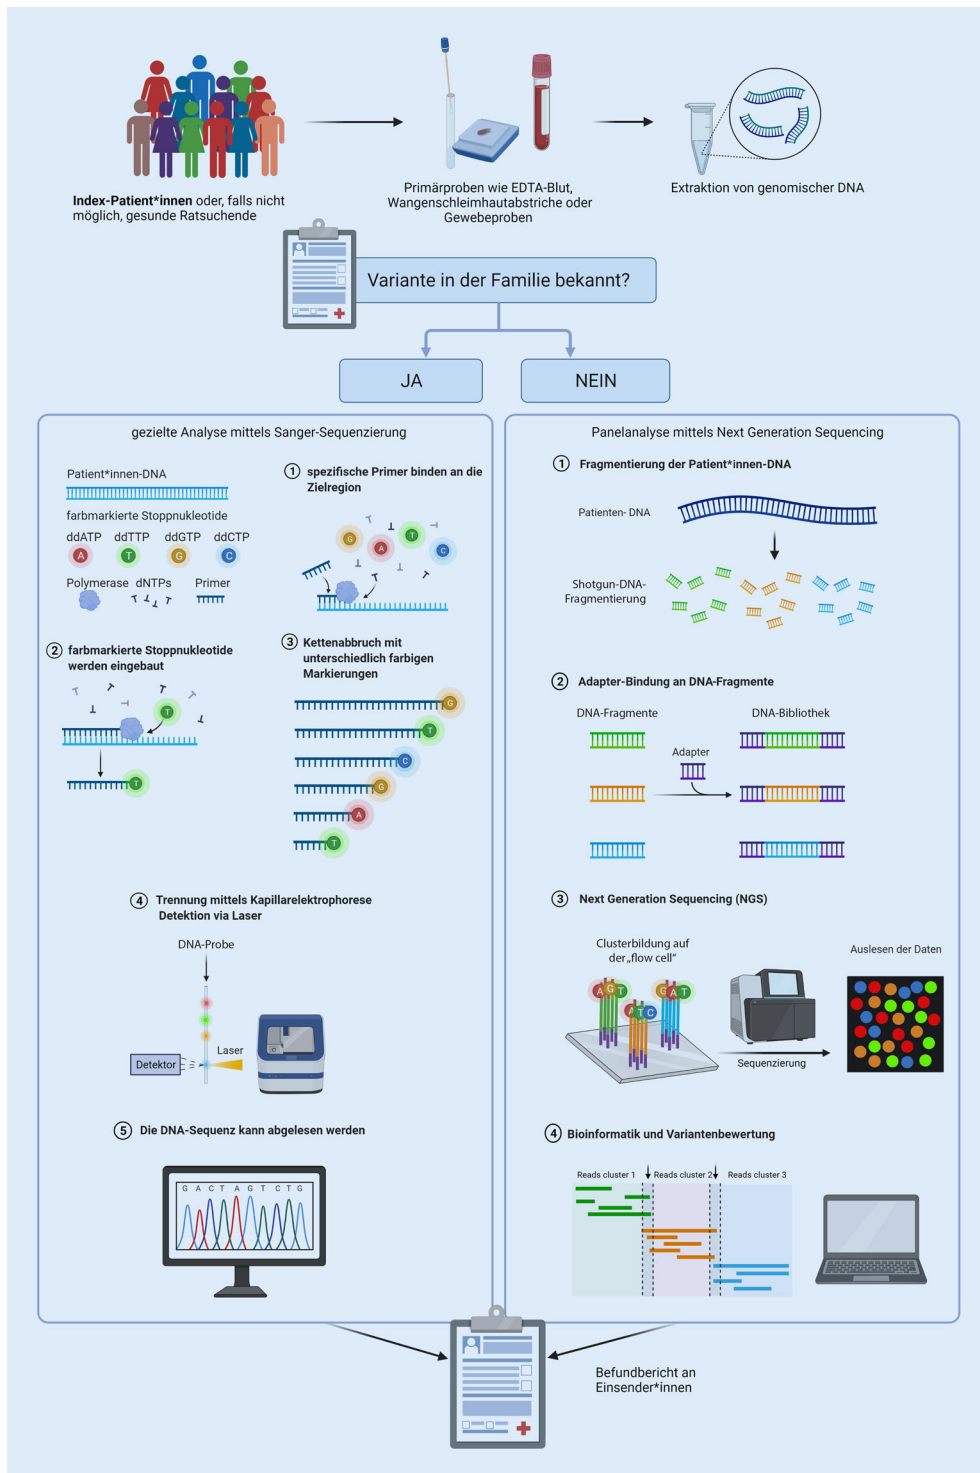 Index-Patient*innen oder, falls nicht
möglich, gesunde Ratsuchende
Primärproben wie EDTA-Blut,
Wangenschleimhautabstriche oder
Gewebeproben
Extraktion von genomischer DNA
Variante in der Familie bekannt?
JA
NEIN
gezielte Analyse mittels Sanger-Sequenzierung
Patient*innen-DNA
farbmarkierte Stoppnukleotide
ddATP ddTTP ddGTP ddCTP
A T G C
Polymerase dNTPs Primer
1 spezifische Primer binden an die
Zielregion
G A T C
2 farbmarkierte Stoppnukleotide
werden eingebaut
T
T
3 Kettenabbruch mit
unterschiedlich farbigen
Markierungen
G
T
C
G
A
T
4 Trennung mittels Kapillarelektrophorese
Detektion via Laser
DNA-Probe
Laser
Detektor
5 Die DNA-Sequenz kann abgelesen werden
G A C T A G T C T G
Panelanalyse mittels Next Generation Sequencing
1 Fragmentierung der Patient*innen-DNA
Patienten- DNA
Shotgun-DNA-
Fragmentierung
2 Adapter-Bindung an DNA-Fragmente
DNA-Fragmente
DNA-Bibliothek
Adapter
3 Next Generation Sequencing (NGS)
Clusterbildung auf
der „flow cell“
Auslesen der Daten
A G T
G A T
A T C
Sequenzierung
4 Bioinformatik und Variantenbewertung
Reads cluster 1 Reads cluster 2 Reads cluster 3
Befundbericht an
Einsender*innen